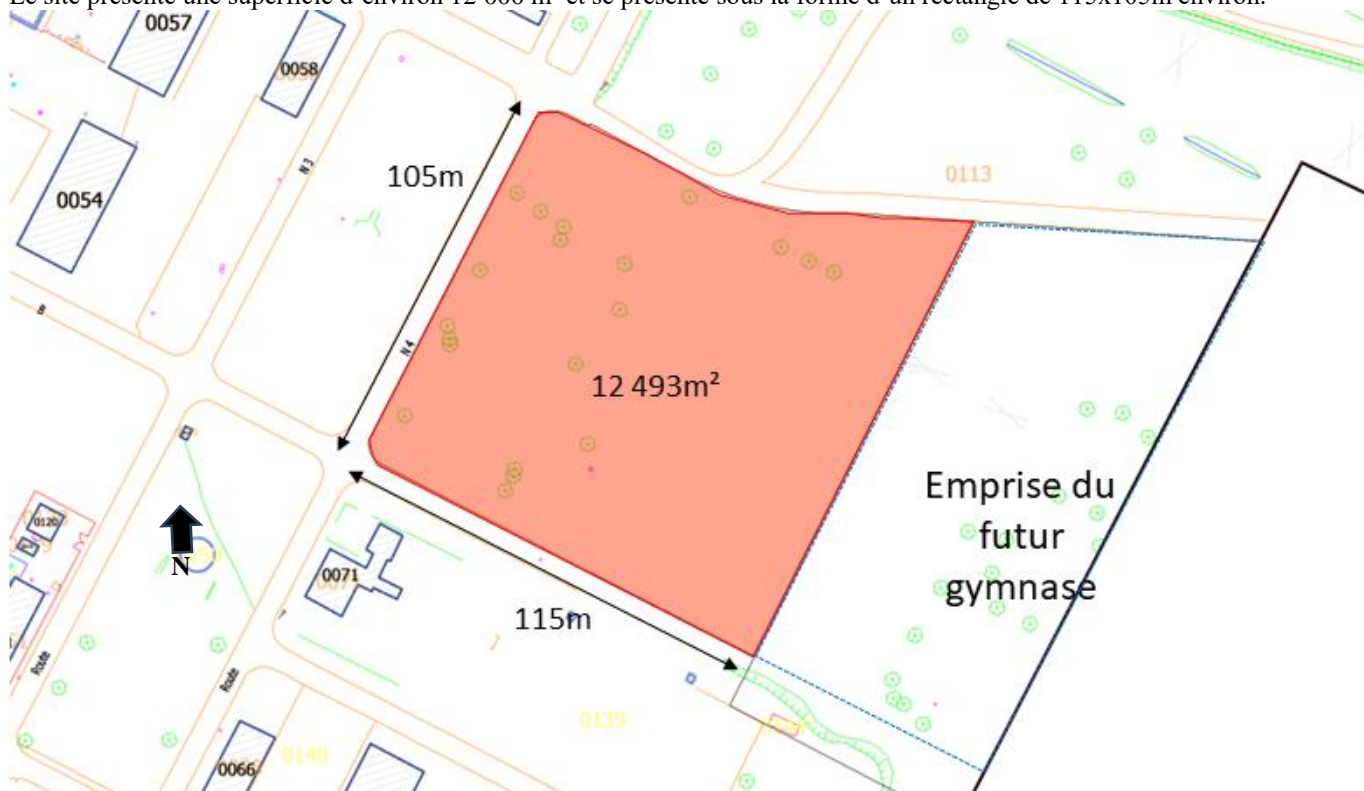 Le site présente une superficie d'environ 12 000 m² et se présente sous la forme d'un rectangle de 115x105m environ.
0057
0058
0054
N 3
105m
0113
N 4
12 493m²
Emprise du
futur
gymnase
0120
N
0071
115m
Route
Route
0139
0140
0066